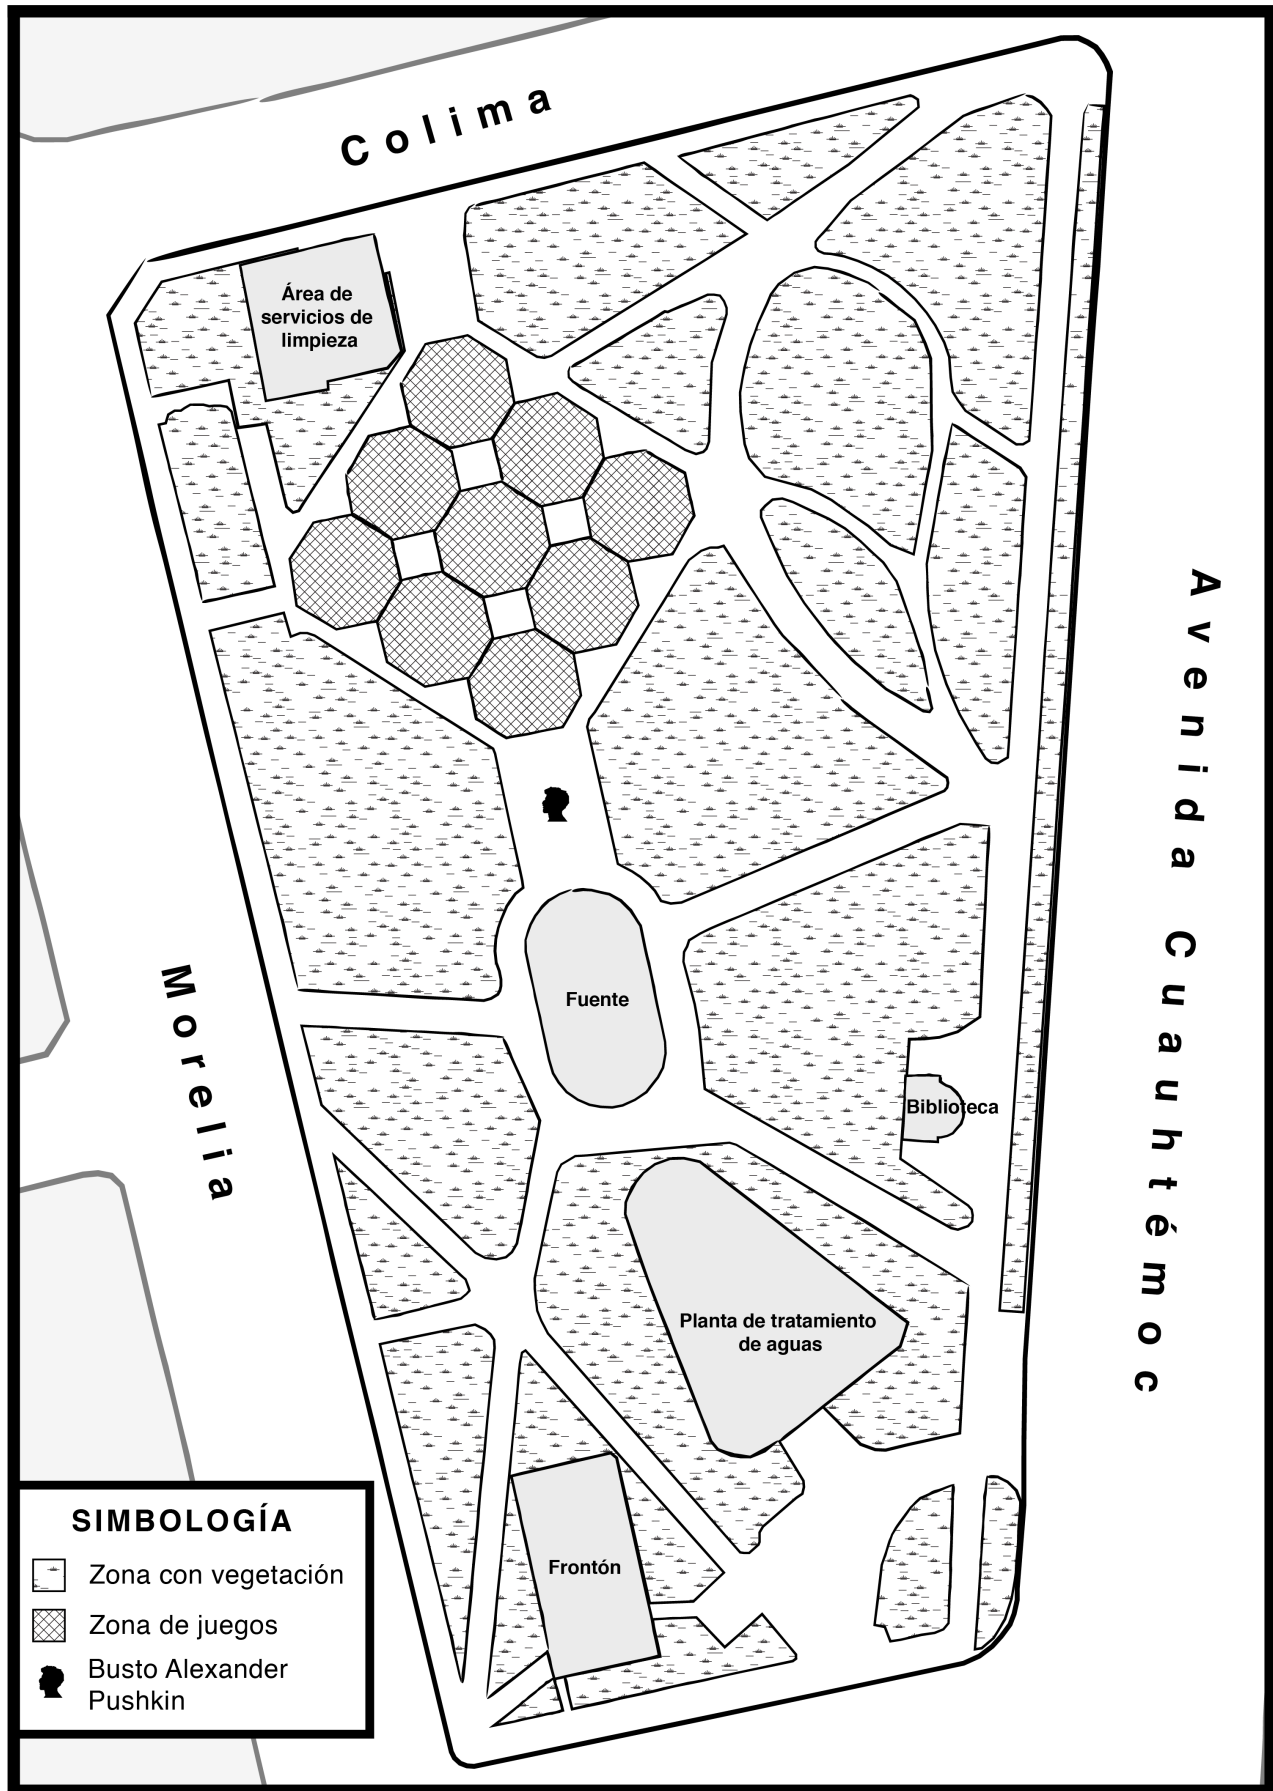 Colima
Área de
servicios de
limpieza
Avenida Cuauhtémoc
Morelia
Fuente
Biblioteca
Planta de tratamiento
de aguas
Frontón
SIMBOLOGÍA
Zona con vegetación
Zona de juegos
Busto Alexander
Pushkin